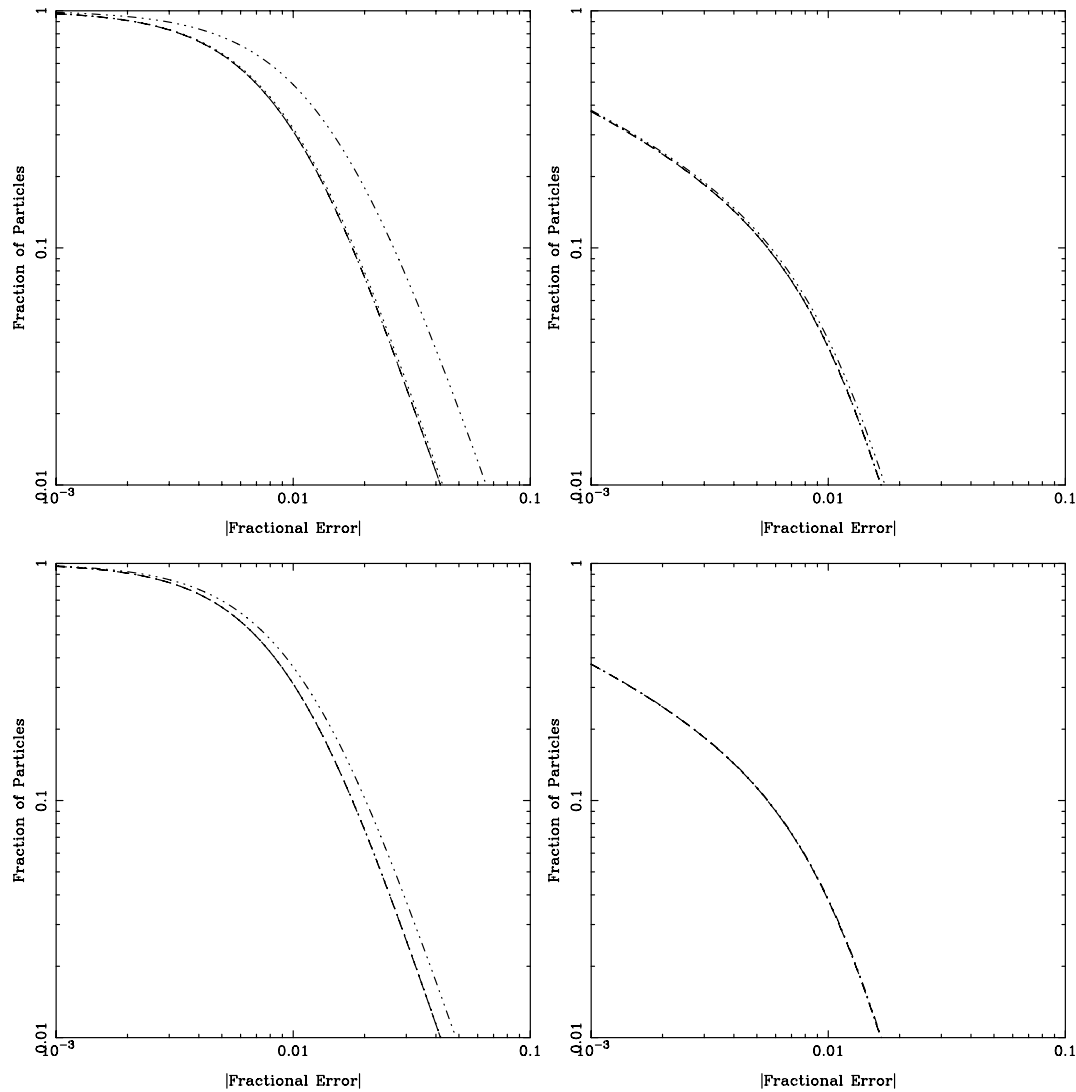 1
0.1
0.01
Fraction of Particles
10⁻³ 0.01 0.1
|Fractional Error|
1
0.1
0.01
Fraction of Particles
10⁻³ 0.01 0.1
|Fractional Error|
1
0.1
0.01
Fraction of Particles
10⁻³ 0.01 0.1
|Fractional Error|
1
0.1
0.01
Fraction of Particles
10⁻³ 0.01 0.1
|Fractional Error|